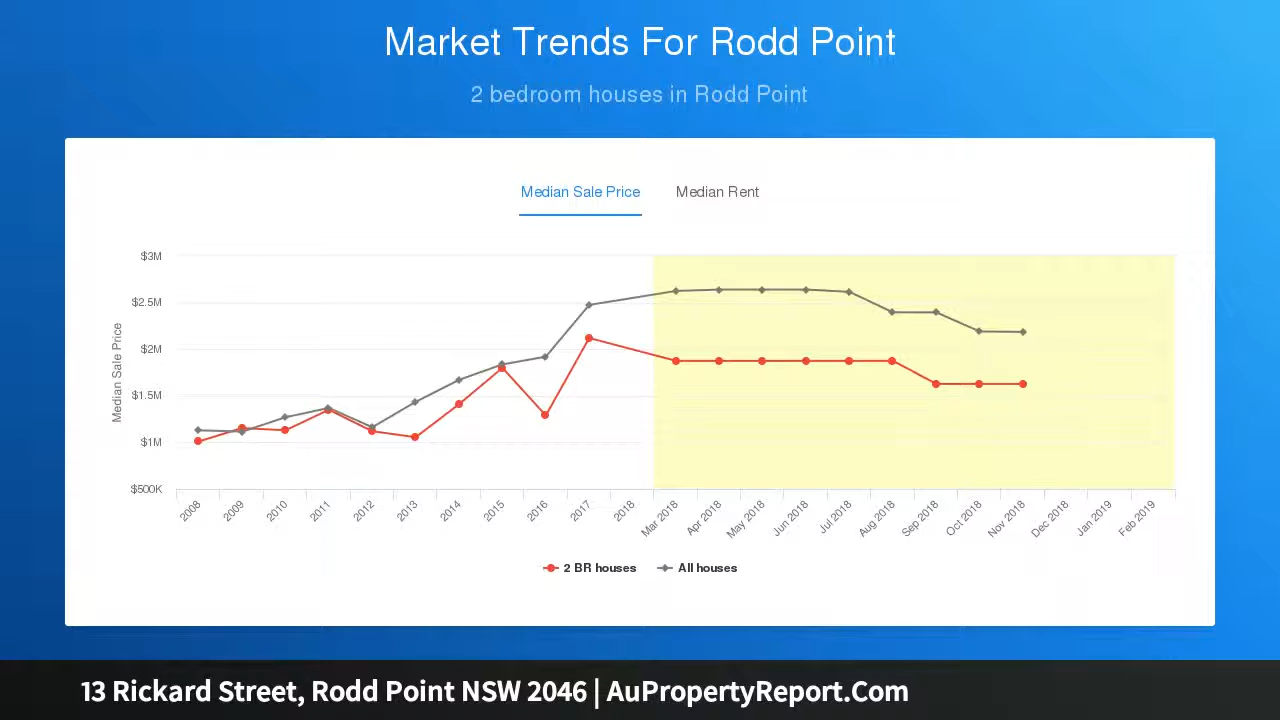 Market Trends For Rodd Point
2 bedroom houses in Rodd Point
Median Sale Price Median Rent
$3M
$2.5M
$2M
$1.5M
$1M
$500K
Median Sale Price
2008 2009 2010 2011 2012 2013 2014 2015 2016 2017 2018 Mar 2018 Apr 2018 May 2018 Jun 2018 Jul 2018 Aug 2018 Sep 2018 Oct 2018 Nov 2018 Dec 2018 Jan 2019 Feb 2019
2 BR houses All houses
13 Rickard Street, Rodd Point NSW 2046 | AuPropertyReport.Com